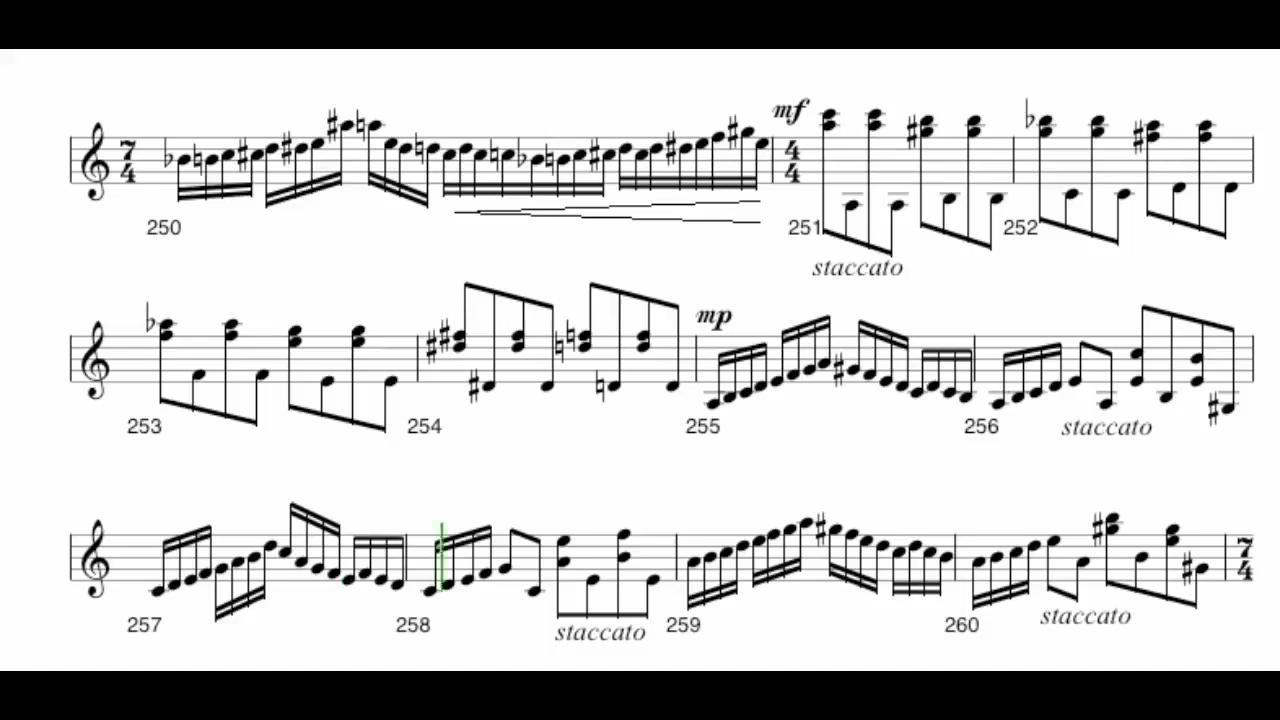 mf
7 4 4 4
250 251 252
staccato
mp
253 254 255 256
staccato
7 4
257 258 259 260
staccato staccato